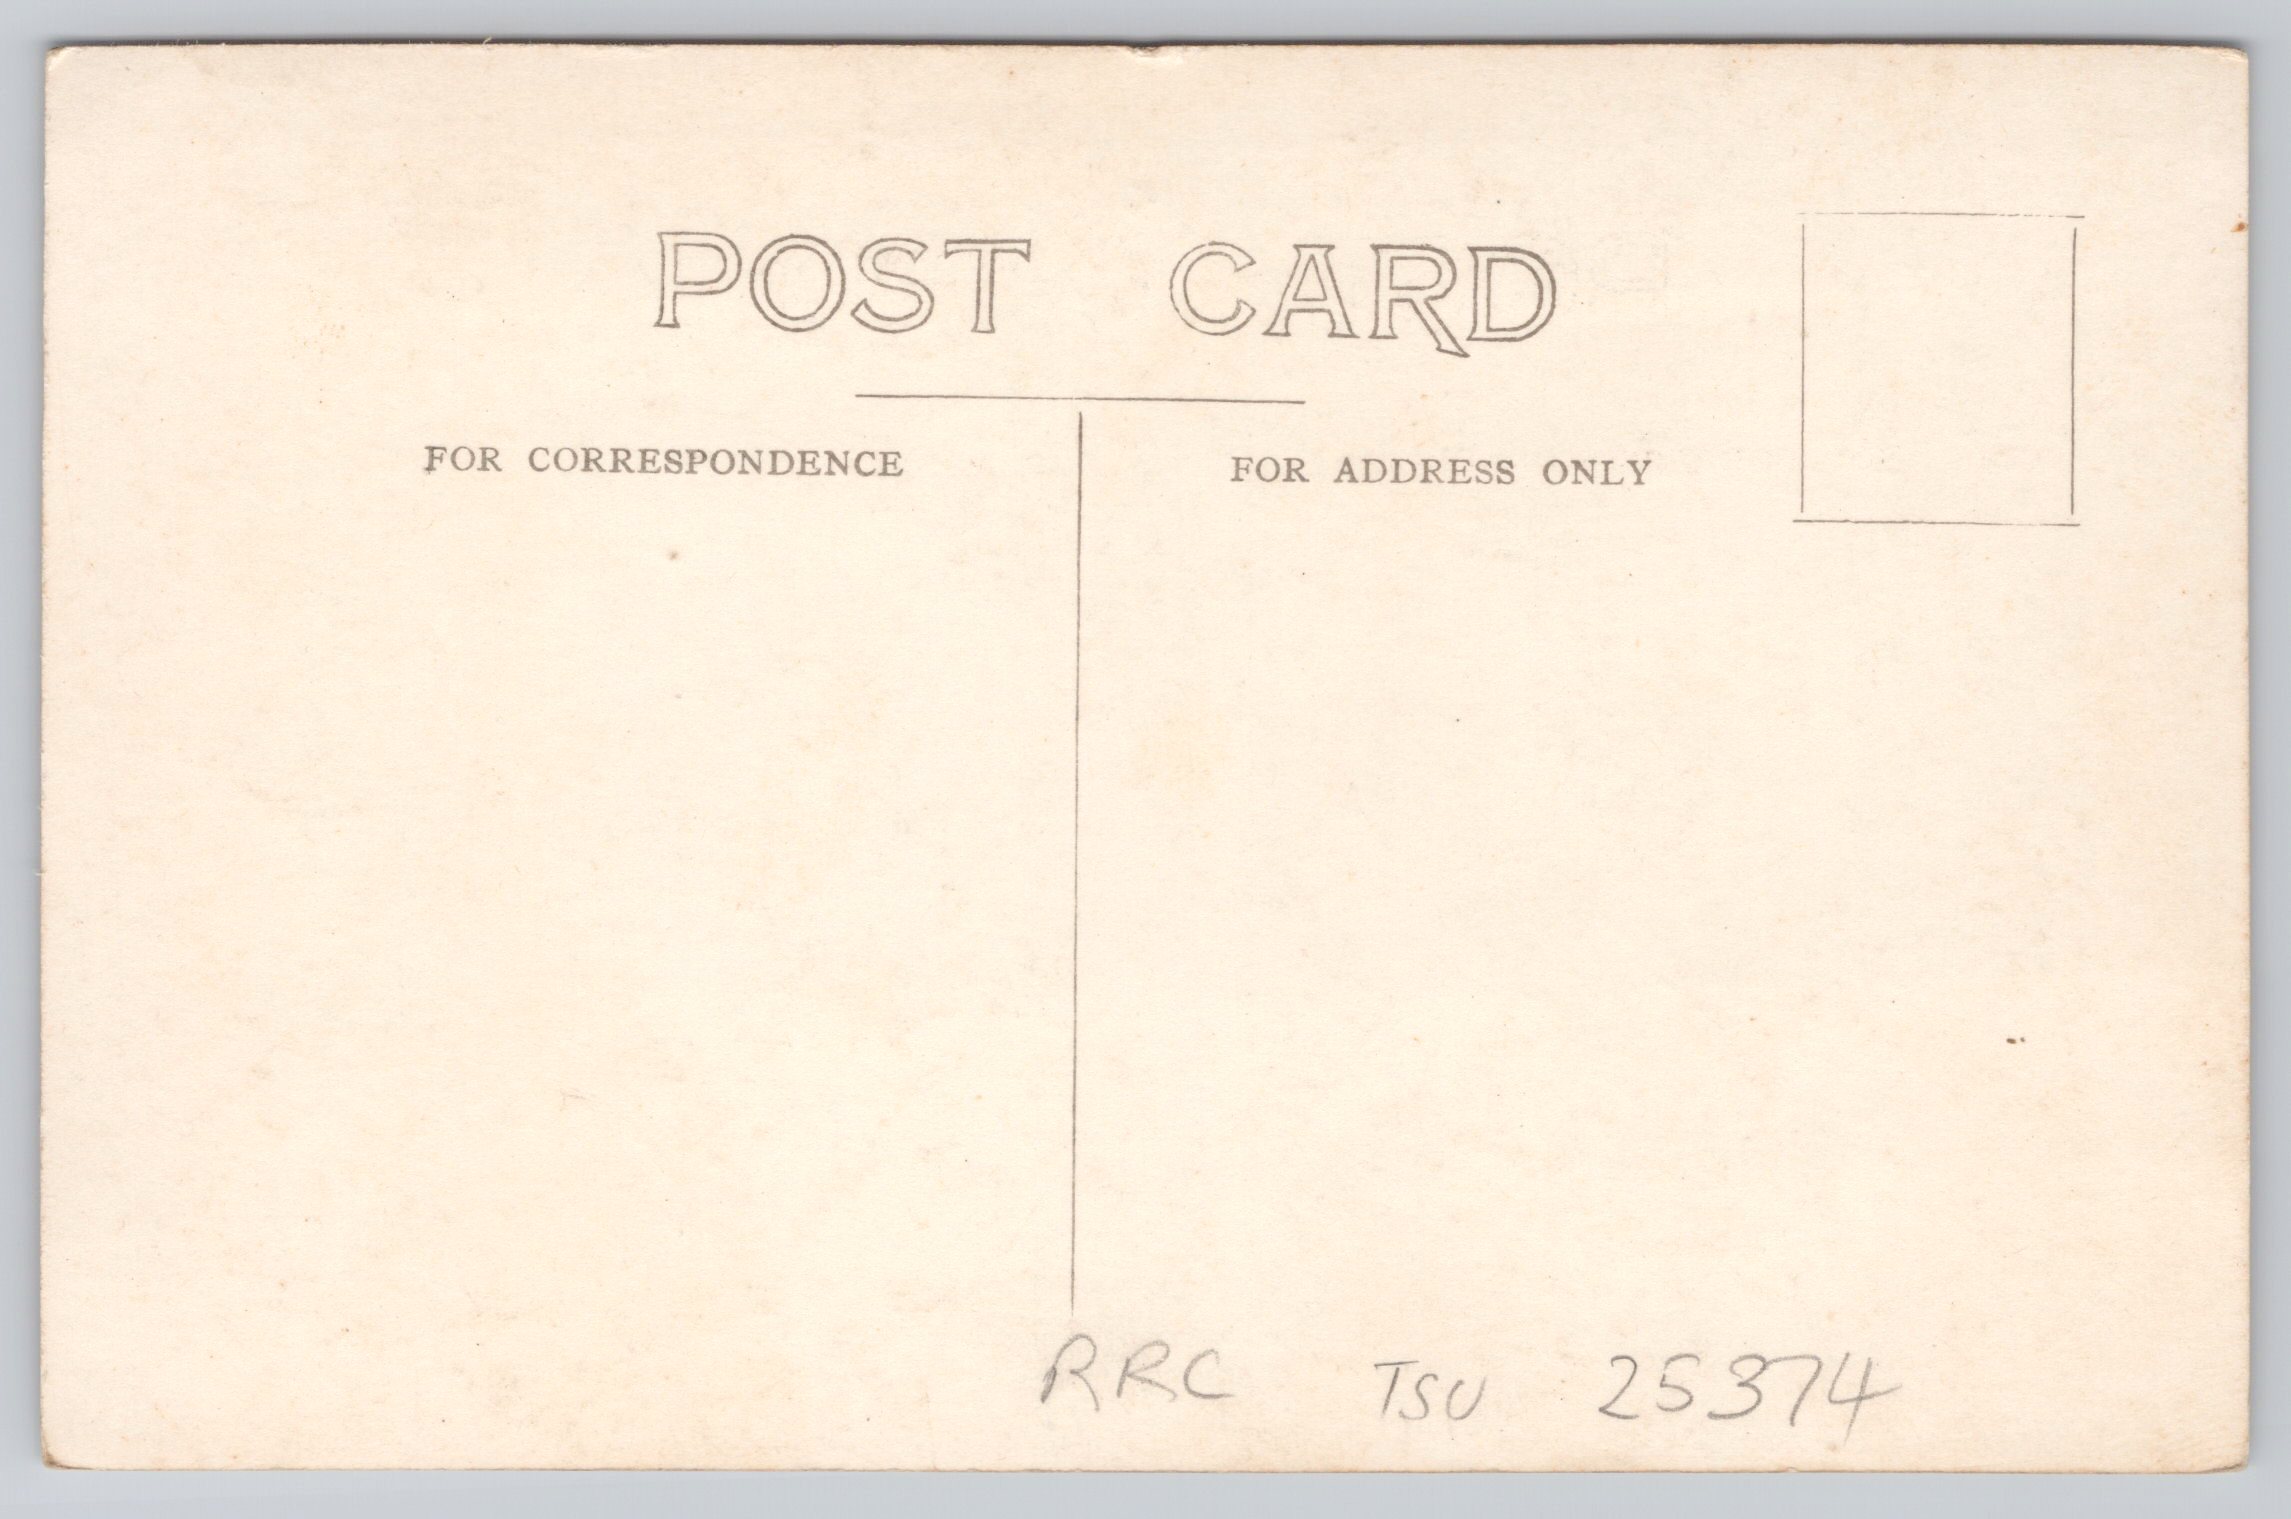 POST CARD
FOR CORRESPONDENCE
FOR ADDRESS ONLY
RRC TSU 25374